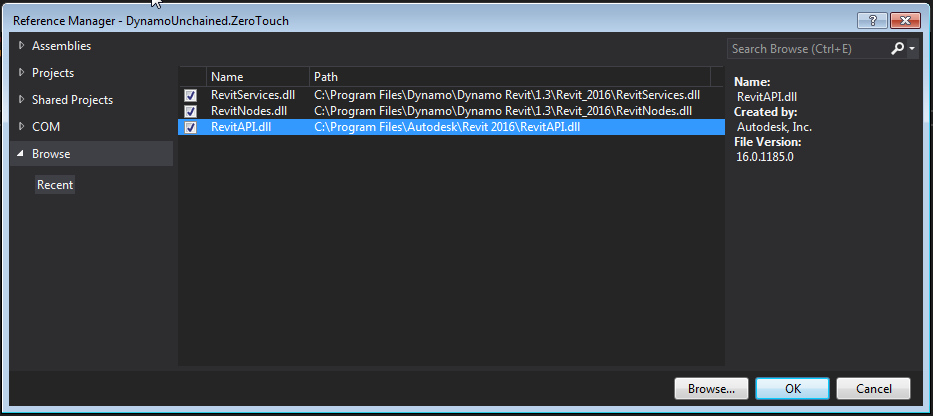 Reference Manager - DynamoUnchained.ZeroTouch
Assemblies
Projects
Shared Projects
COM
Browse
Recent
Name Path
RevitServices.dll C:\Program Files\Dynamo\Dynamo Revit\1.3\Revit_2016\RevitServices.dll
RevitNodes.dll C:\Program Files\Dynamo\Dynamo Revit\1.3\Revit_2016\RevitNodes.dll
RevitAPI.dll C:\Program Files\Autodesk\Revit 2016\RevitAPI.dll
Search Browse (Ctrl+E)
Name:
RevitAPI.dll
Created by:
Autodesk, Inc.
File Version:
16.0.1185.0
Browse... OK Cancel